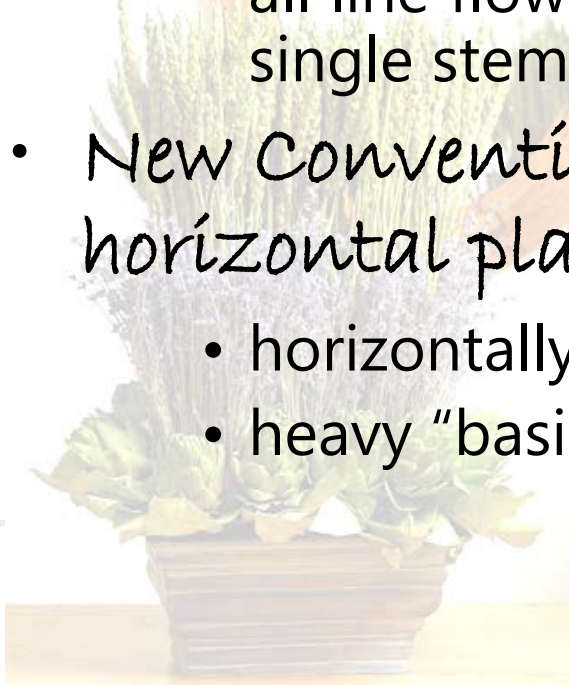 single stem
• New Conventi
horizontal pla
• horizontally
• heavy “basi